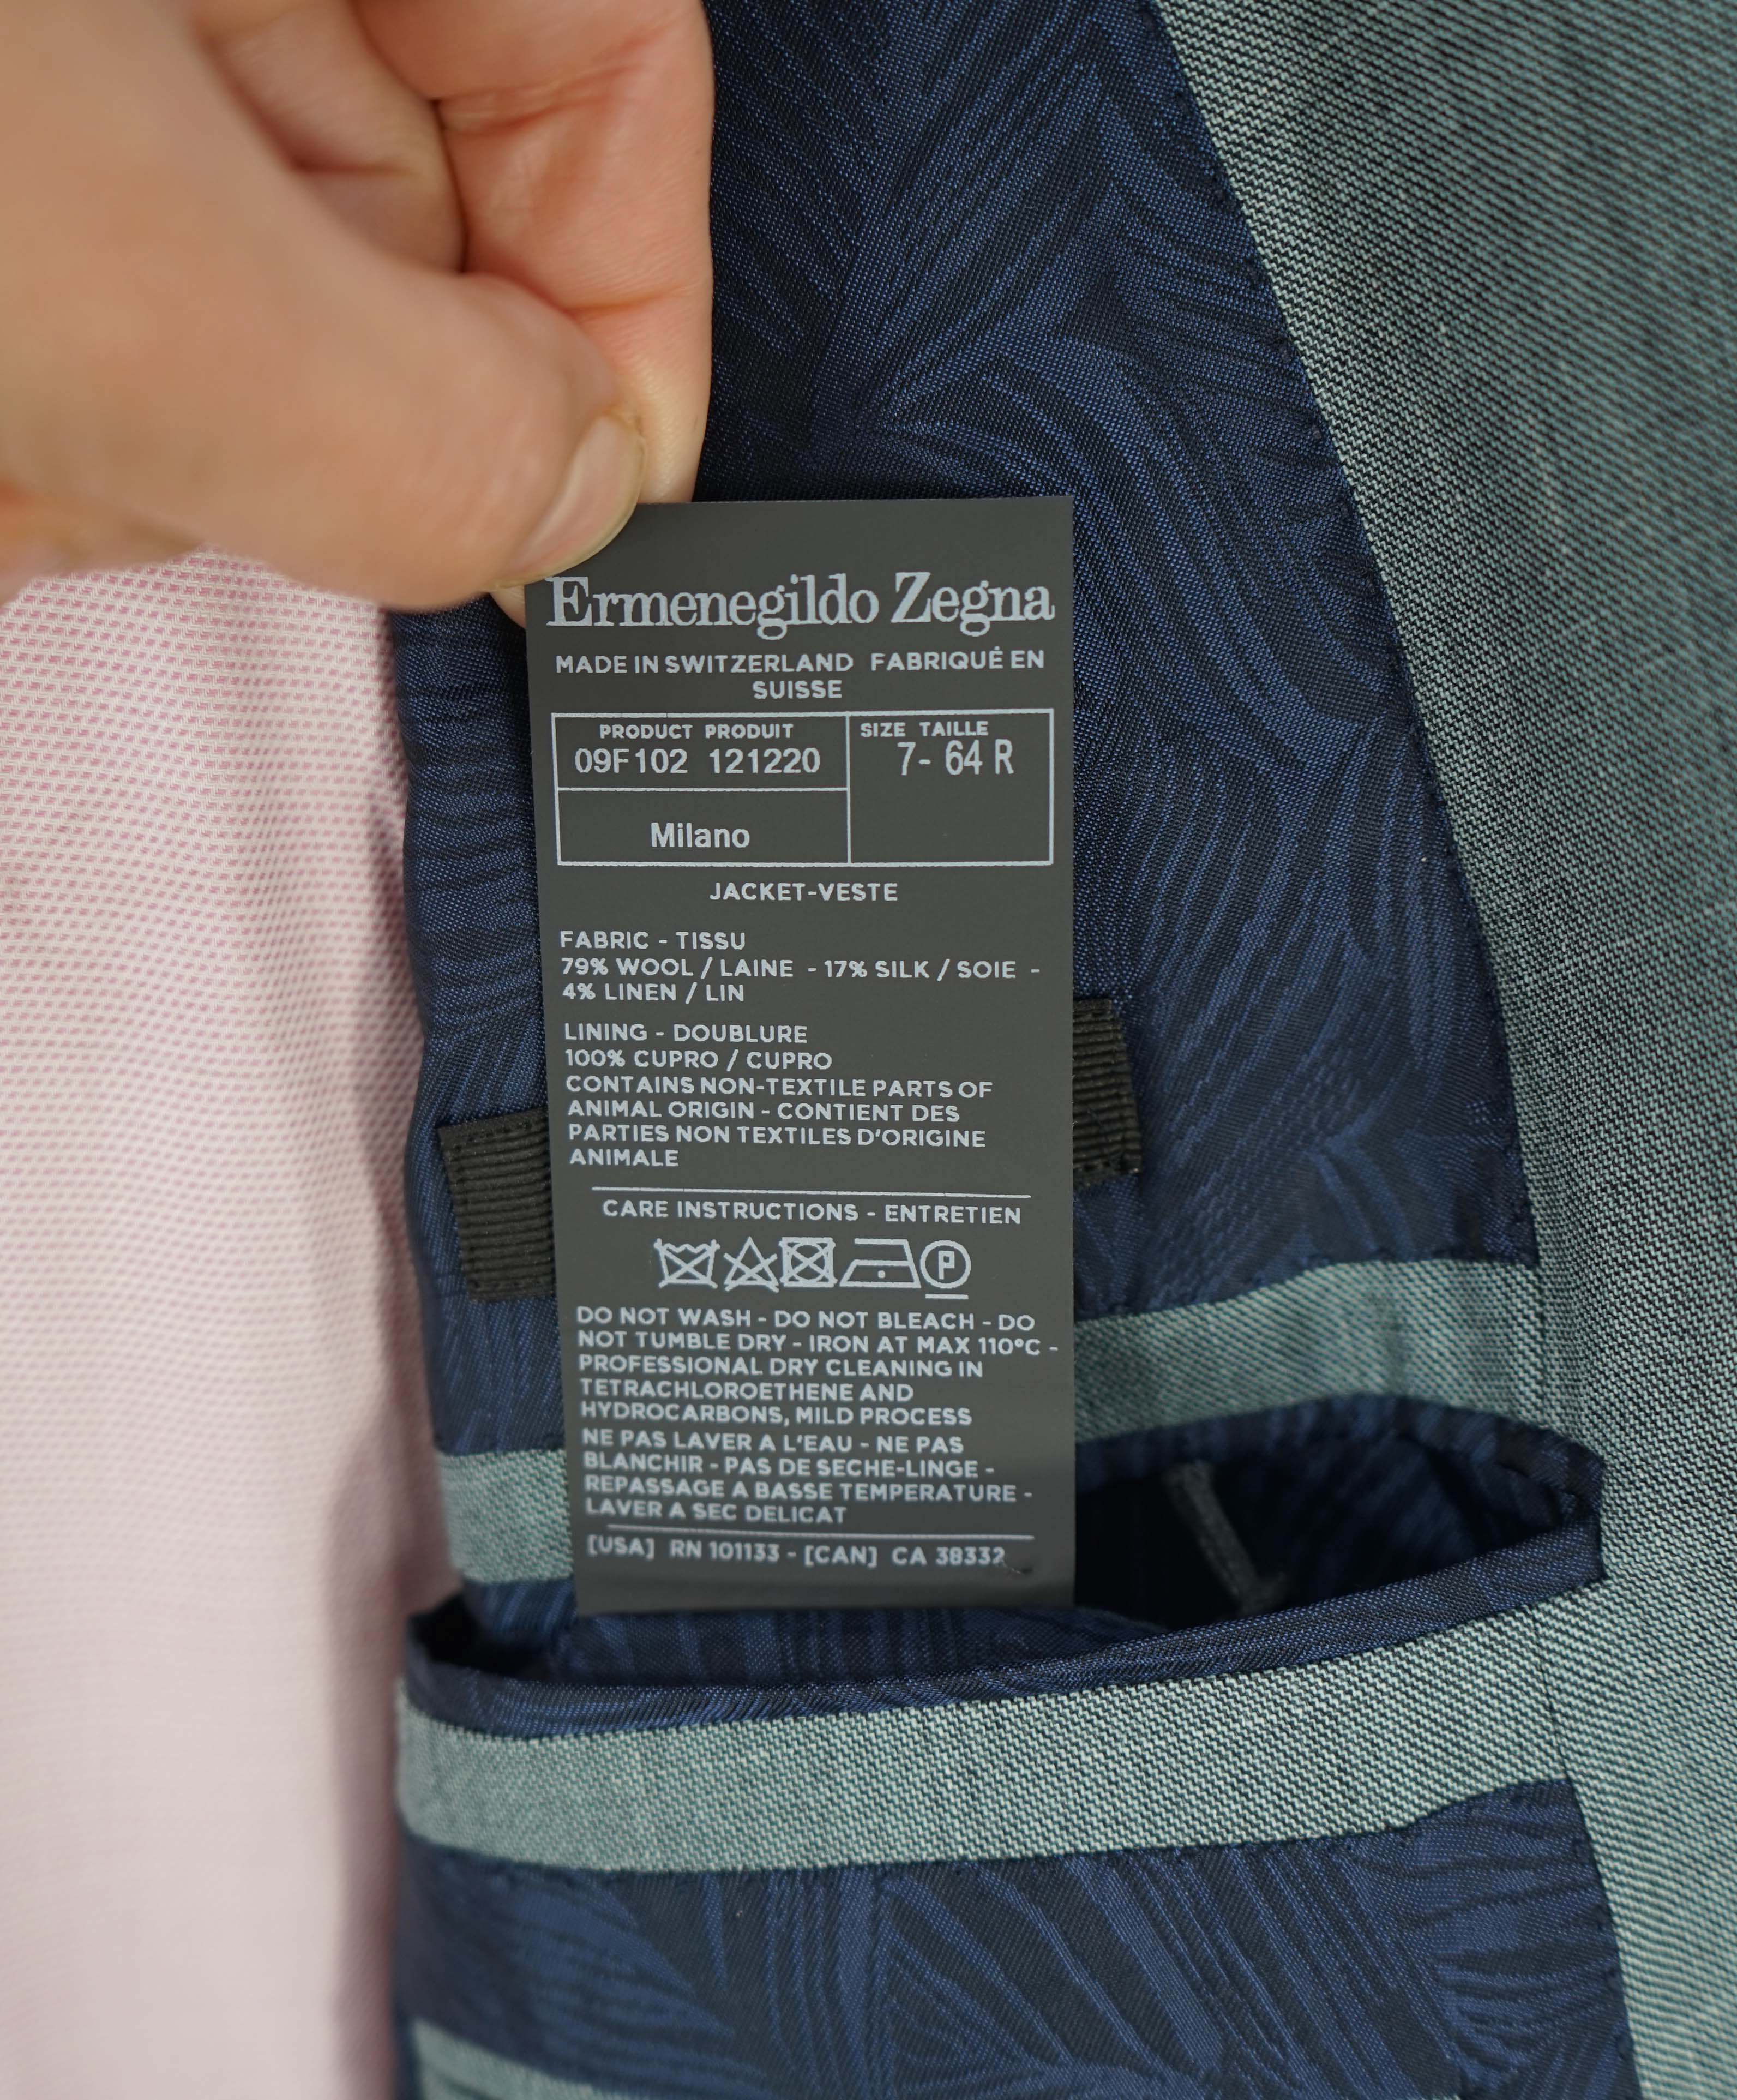 Ermenegildo Zegna
MADE IN SWITZERLAND FABRIQUÉ EN
SUISSE
PRODUCT PRODUIT
09F102 121220
SIZE TAILLE
7- 64 R
Milano
JACKET-VESTE
FABRIC - TISSU
79% WOOL / LAINE - 17% SILK / SOIE -
4% LINEN / LIN
LINING - DOUBLURE
100% CUPRO / CUPRO
CONTAINS NON-TEXTILE PARTS OF
ANIMAL ORIGIN - CONTIENT DES
PARTIES NON TEXTILES D'ORIGINE
ANIMALE
CARE INSTRUCTIONS - ENTRETIEN
P
DO NOT WASH - DO NOT BLEACH - DO
NOT TUMBLE DRY - IRON AT MAX 110°C -
PROFESSIONAL DRY CLEANING IN
TETRACHLOROETHENE AND
HYDROCARBONS, MILD PROCESS
NE PAS LAVER A L'EAU - NE PAS
BLANCHIR - PAS DE SECHE-LINGE -
REPASSAGE A BASSE TEMPERATURE -
LAVER A SEC DELICAT
[USA] RN 101133 - [CAN] CA 38332